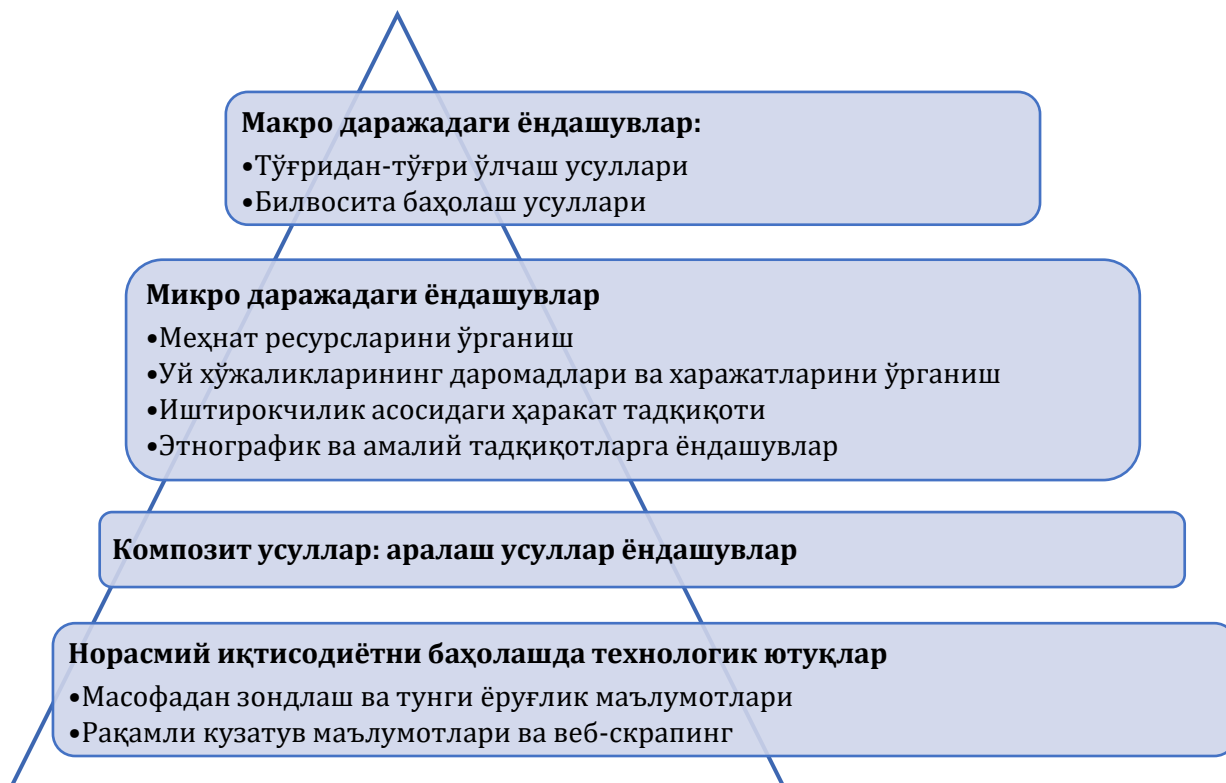 Макро даражадаги ёндашувлар:
•Тўғридан-тўғри ўлчаш усуллари
•Билвосита баҳолаш усуллари
Микро даражадаги ёндашувлар
•Меҳнат ресурсларини ўрганиш
•Уй хўжаликларининг даромадлари ва харажатларини ўрганиш
•Иштирокчилик асосидаги ҳаракат тадқиқоти
•Этнографик ва амалий тадқиқотларга ёндашувлар
Композит усуллар: аралаш усуллар ёндашувлар
Норасмий иқтисодиётни баҳолашда технологик ютуқлар
•Масофадан зондлаш ва тунги ёруғлик маълумотлари
•Рақамли кузатув маълумотлари ва веб-скрапинг